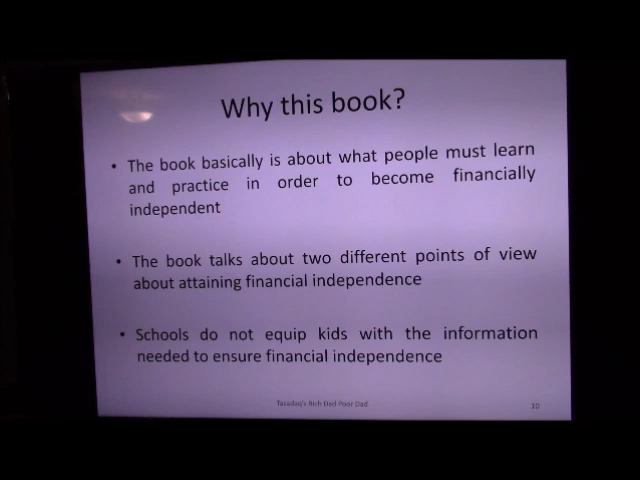 Why this book?
• The book basically is about what people must learn
and practice in order to become financially
independent
• The book talks about two different points of view
about attaining financial independence
• Schools do not equip kids with the information
needed to ensure financial independence
Tasadaq's Rich Dad Poor Dad
10